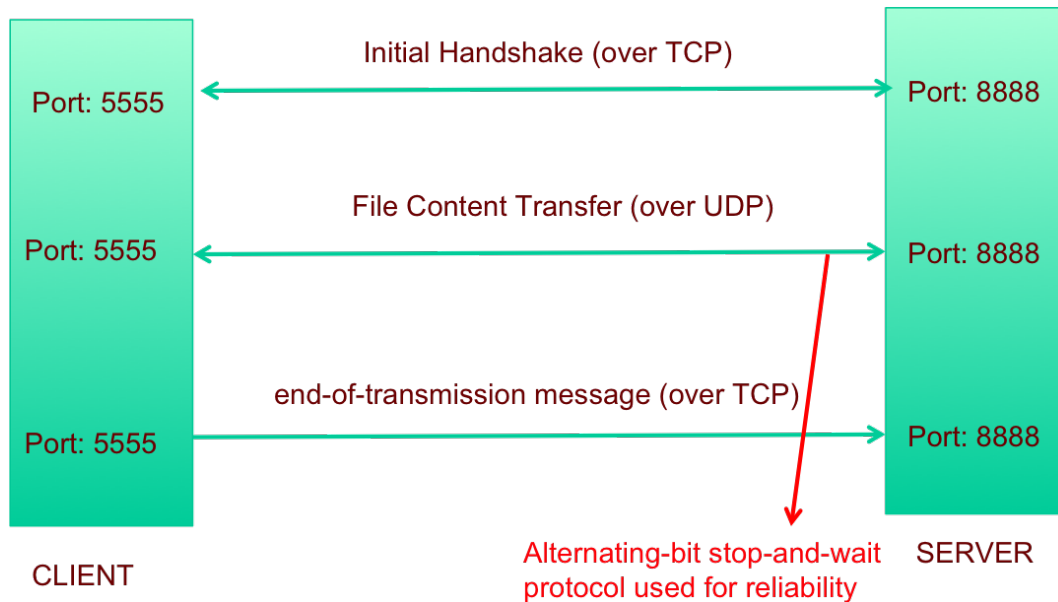 Initial Handshake (over TCP)
Port: 5555
Port: 8888
File Content Transfer (over UDP)
Port: 5555
Port: 8888
end-of-transmission message (over TCP)
Port: 5555
Port: 8888
Alternating-bit stop-and-wait
protocol used for reliability
CLIENT
SERVER